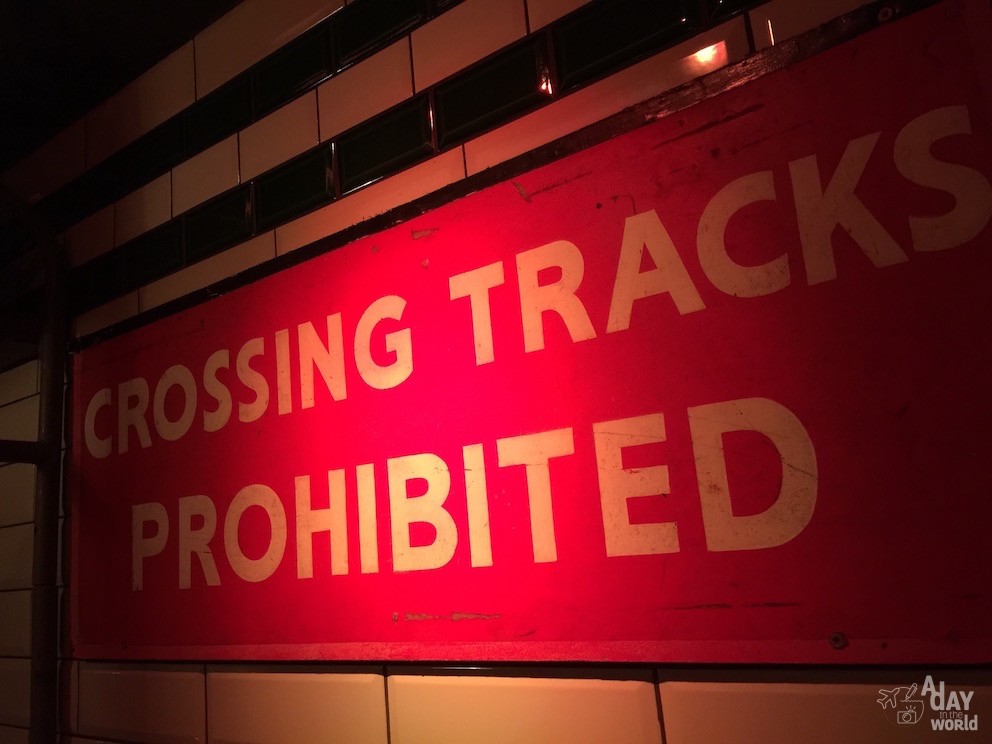 CROSSING TRACKS
PROHIBITED
A DAY
in the
WORLD